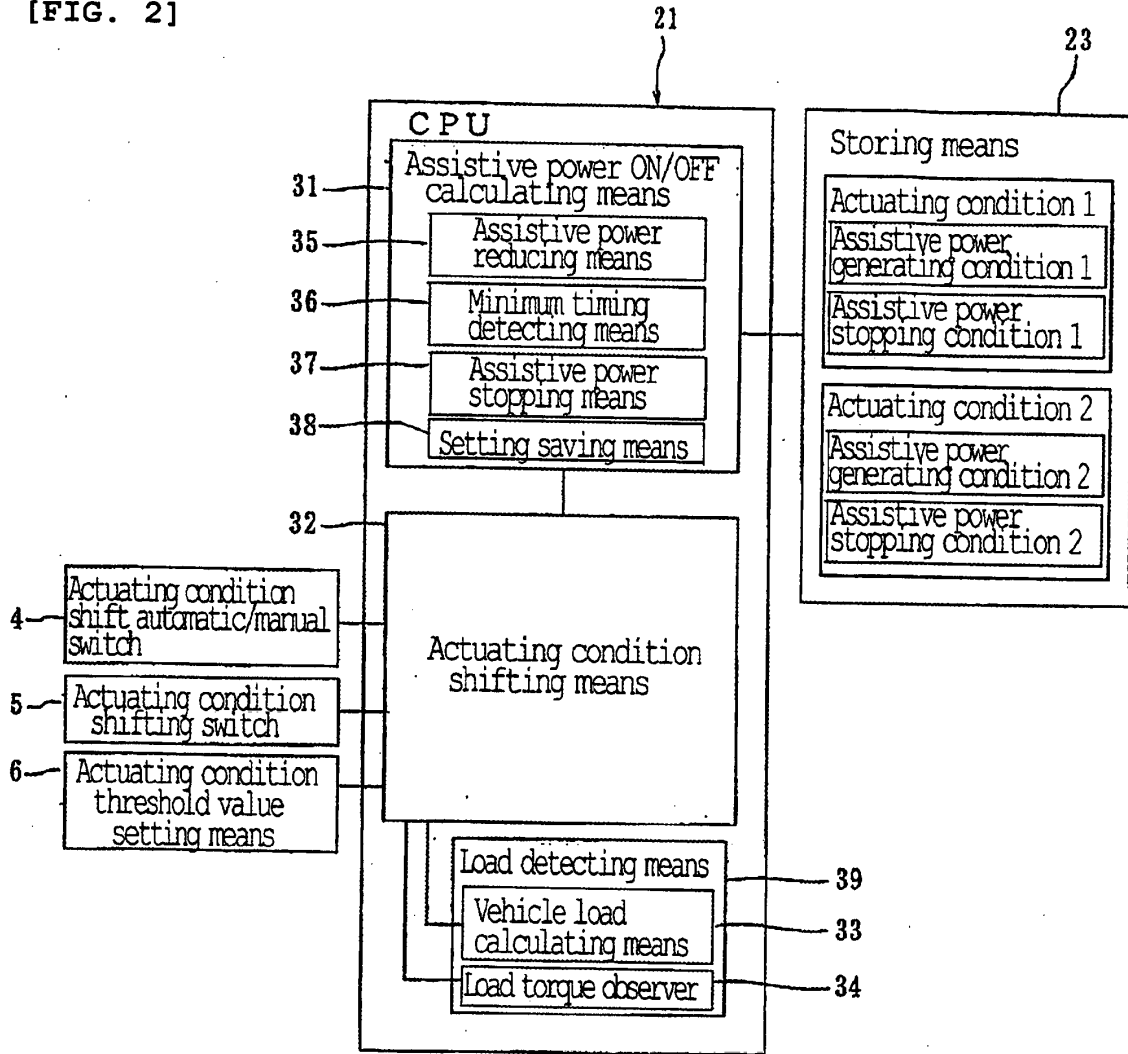 [FIG. 2]
21
23
CPU
31
Assistive power ON/OFF
calculating means
35
Assistive power
reducing means
36
Minimum timing
detecting means
37
Assistive power
stopping means
38
Setting saving means
Storing means
Actuating condition 1
Assistive power
generating condition 1
Assistive power
stopping condition 1
Actuating condition 2
Assistive power
generating condition 2
Assistive power
stopping condition 2
32
Actuating condition
shifting means
4
Actuating condition
shift automatic/manual
switch
5
Actuating condition
shifting switch
6
Actuating condition
threshold value
setting means
Load detecting means
39
Vehicle load
calculating means
33
Load torque observer
34